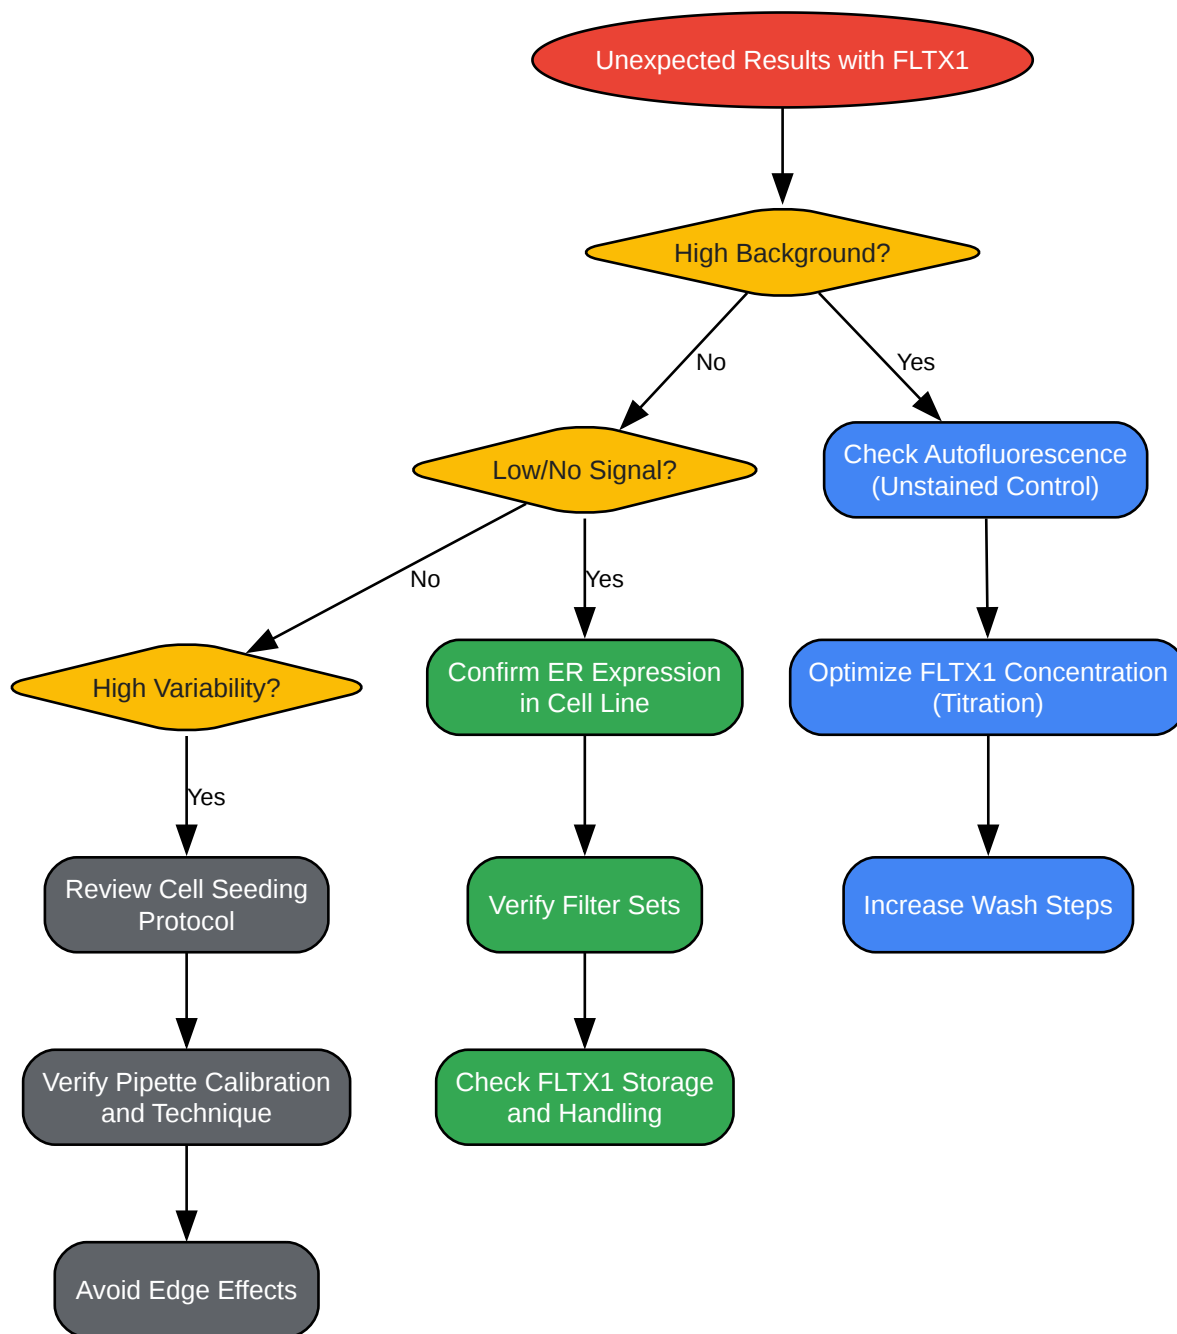 Unexpected Results with FLTX1
High Background?
No
Yes
Low/No Signal?
Check Autofluorescence
(Unstained Control)
No
Yes
High Variability?
Confirm ER Expression
in Cell Line
Optimize FLTX1 Concentration
(Titration)
Yes
Review Cell Seeding
Protocol
Verify Filter Sets
Increase Wash Steps
Verify Pipette Calibration
and Technique
Check FLTX1 Storage
and Handling
Avoid Edge Effects